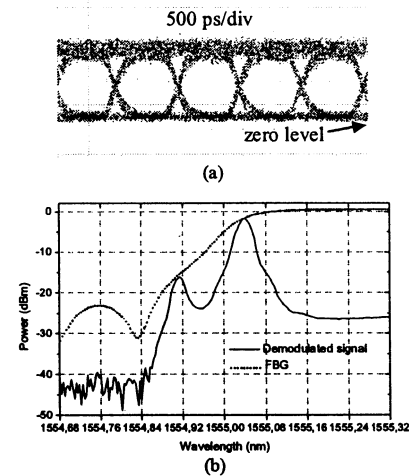 500 ps/div
zero level
(a)
0
-10
-20
-30
-40
-50
Power (dBm)
Demodulated signal
FBG
1554,68 1554,76 1554,84 1554,92 1555,00 1555,08 1555,16 1555,24 1555,32
Wavelength (nm)
(b)